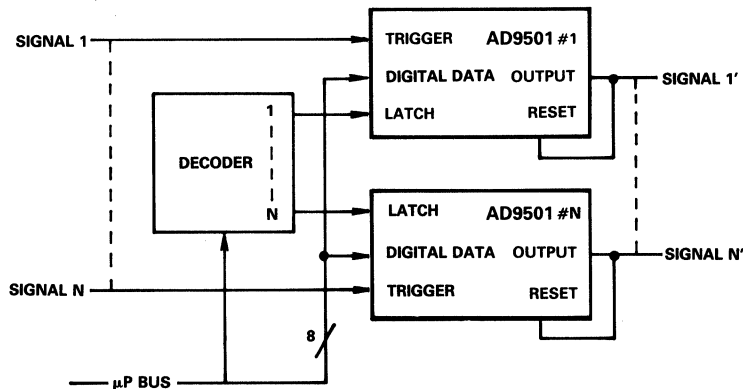 SIGNAL 1
TRIGGER AD9501 #1
DIGITAL DATA OUTPUT
SIGNAL 1'
LATCH RESET
DECODER
1
N
LATCH AD9501 #N
DIGITAL DATA OUTPUT
SIGNAL N'
TRIGGER RESET
SIGNAL N
8
μP BUS